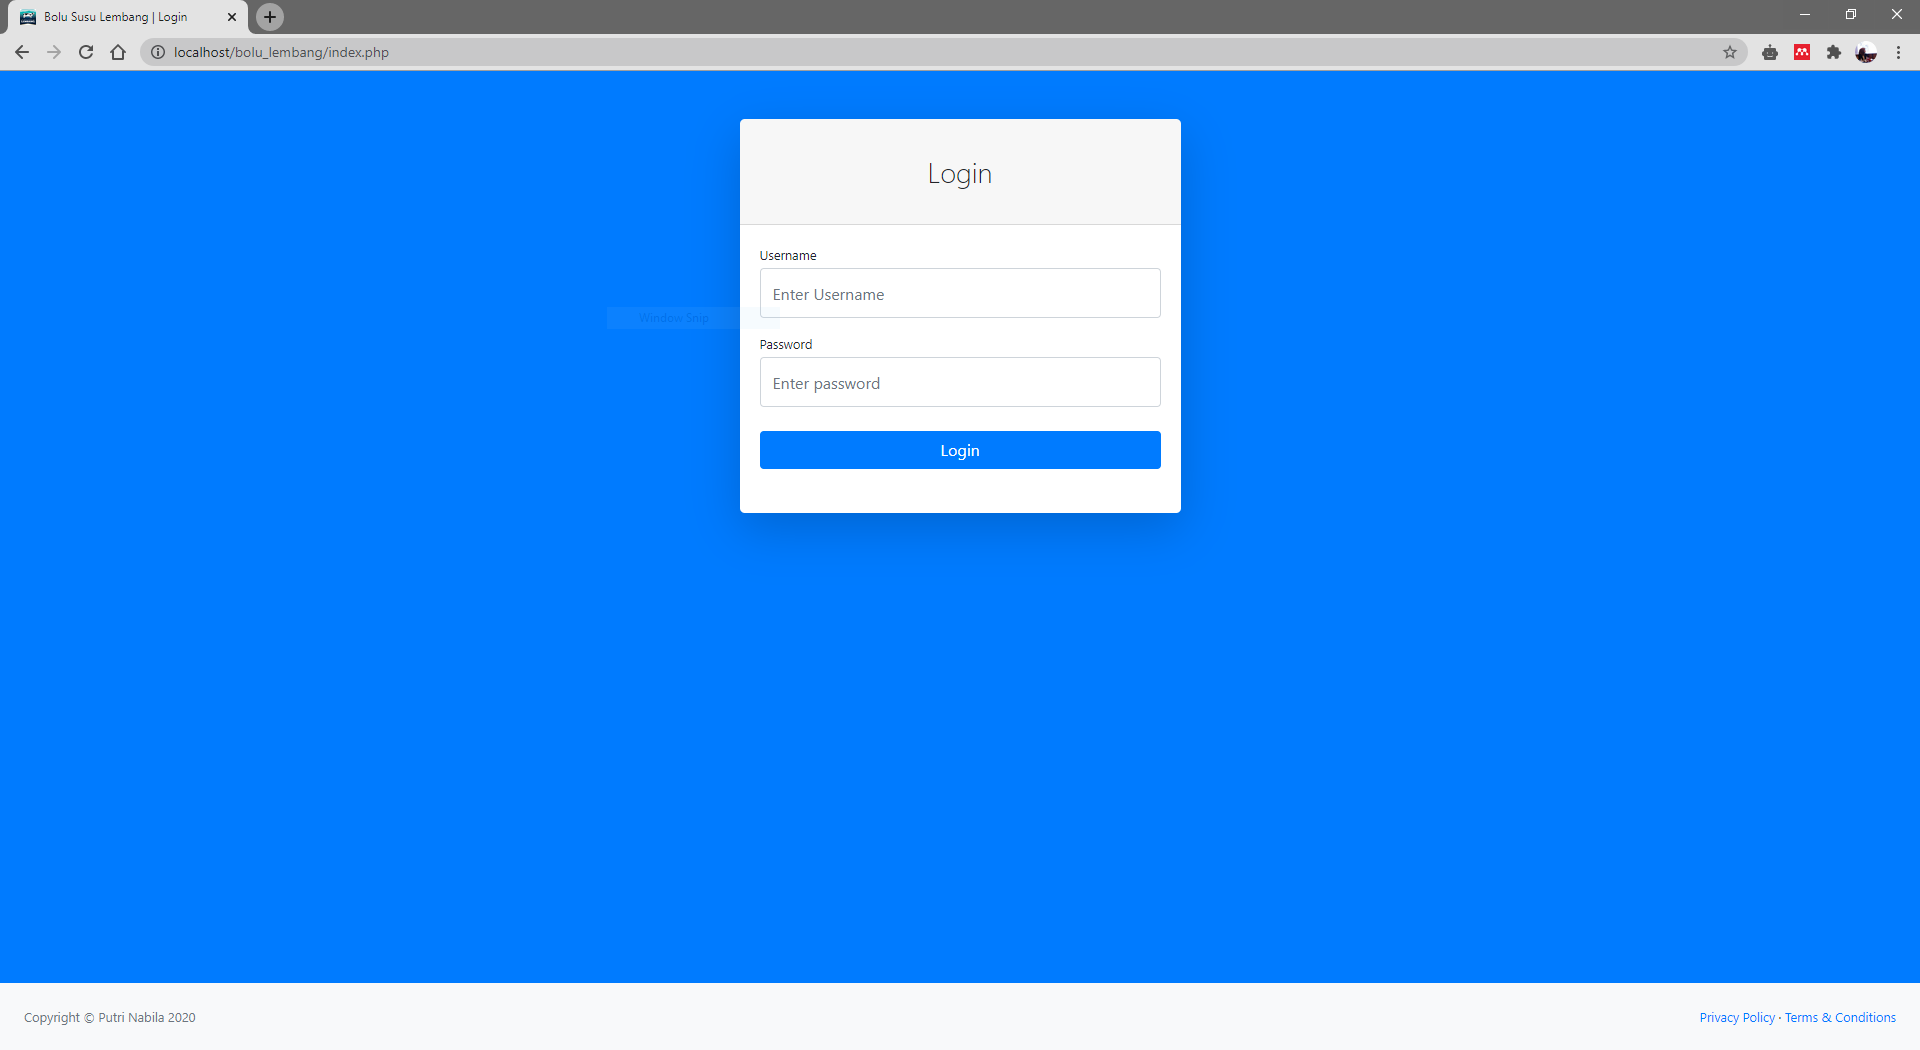 Bolu Susu Lembang | Login
localhost/bolu_lembang/index.php
Login
Username
Enter Username
Window Snip
Password
Enter password
Login
Copyright © Putri Nabila 2020
Privacy Policy · Terms & Conditions